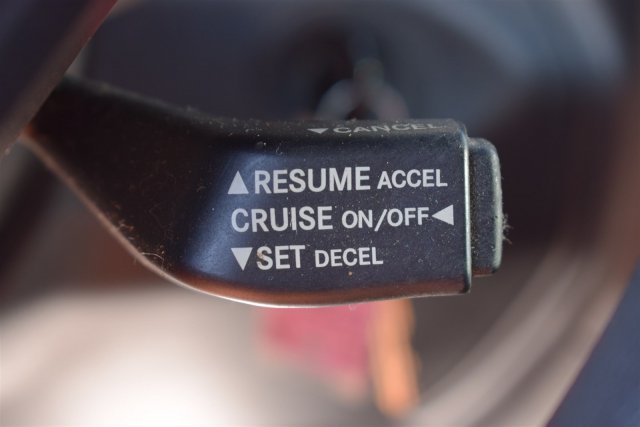 ▼CANCEL
▲RESUME ACCEL
CRUISE ON/OFF◀
▼SET DECEL